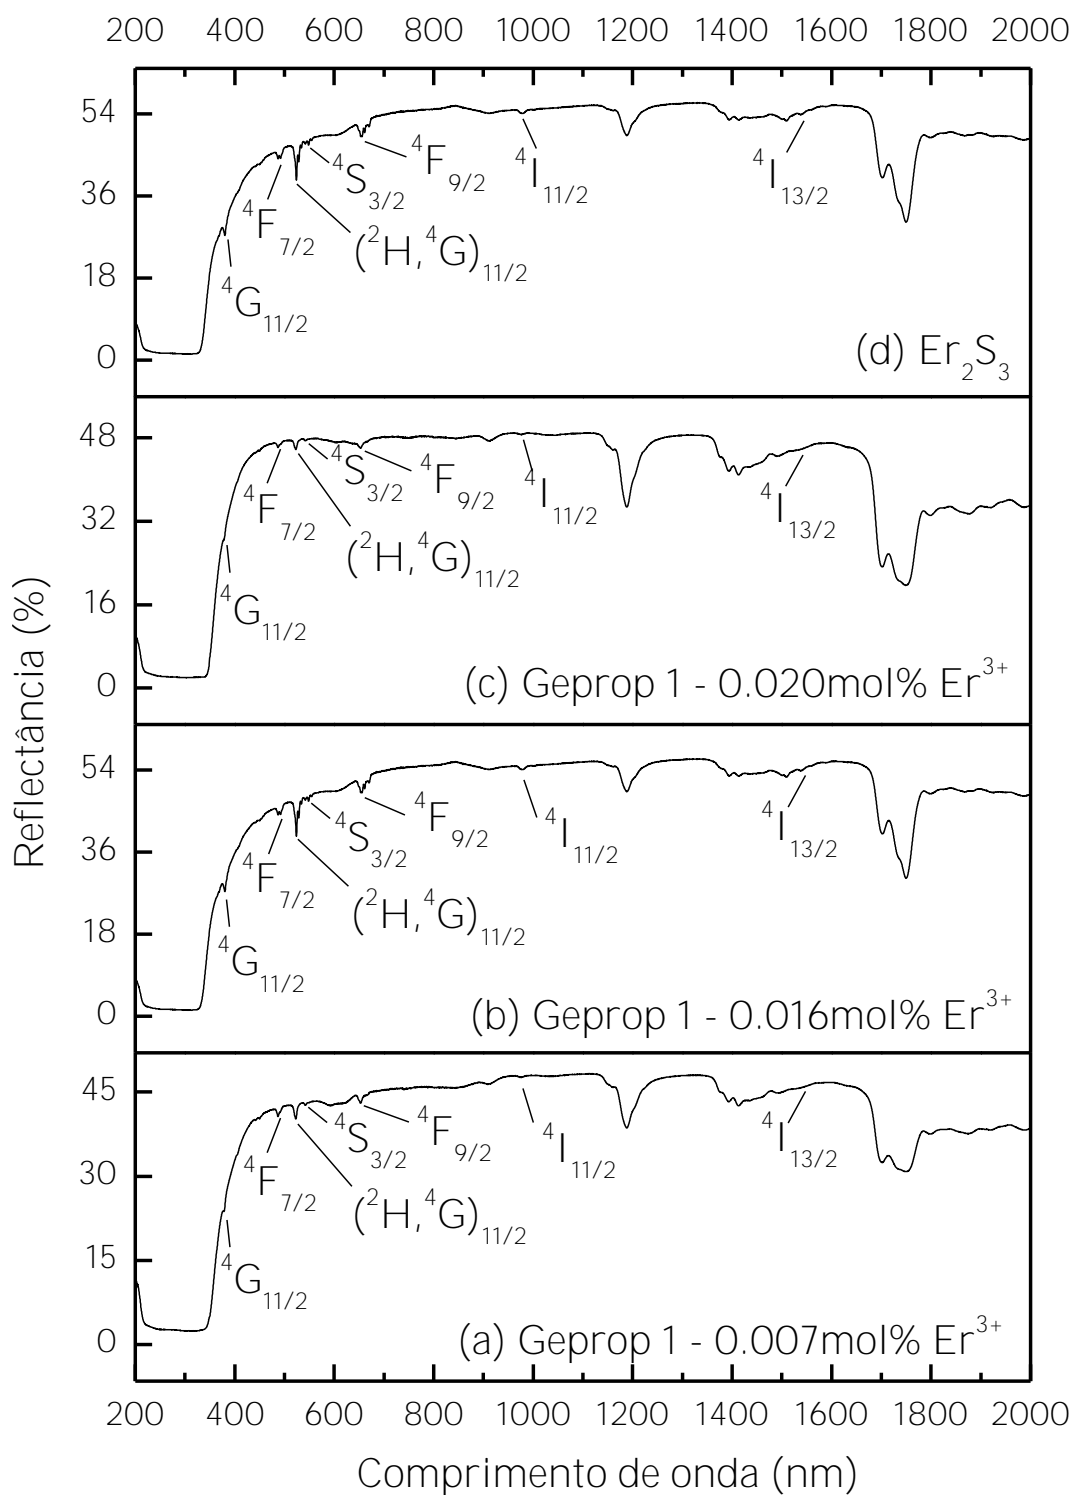 200 400 600 800 1000 1200 1400 1600 1800 2000
54
36
18
0
⁴G₁₁/₂
⁴F₇/₂
(²H,⁴G)₁₁/₂
⁴S₃/₂
⁴F₉/₂
⁴I₁₁/₂
⁴I₁₃/₂
(d) Er₂S₃
48
32
16
0
⁴G₁₁/₂
⁴F₇/₂
(²H,⁴G)₁₁/₂
⁴S₃/₂
⁴F₉/₂
⁴I₁₁/₂
⁴I₁₃/₂
(c) Geprop 1 - 0.020mol% Er³⁺
54
36
18
0
⁴G₁₁/₂
⁴F₇/₂
(²H,⁴G)₁₁/₂
⁴S₃/₂
⁴F₉/₂
⁴I₁₁/₂
⁴I₁₃/₂
(b) Geprop 1 - 0.016mol% Er³⁺
45
30
15
0
⁴G₁₁/₂
⁴F₇/₂
(²H,⁴G)₁₁/₂
⁴S₃/₂
⁴F₉/₂
⁴I₁₁/₂
⁴I₁₃/₂
(a) Geprop 1 - 0.007mol% Er³⁺
200 400 600 800 1000 1200 1400 1600 1800 2000
Comprimento de onda (nm)
Reflectância (%)